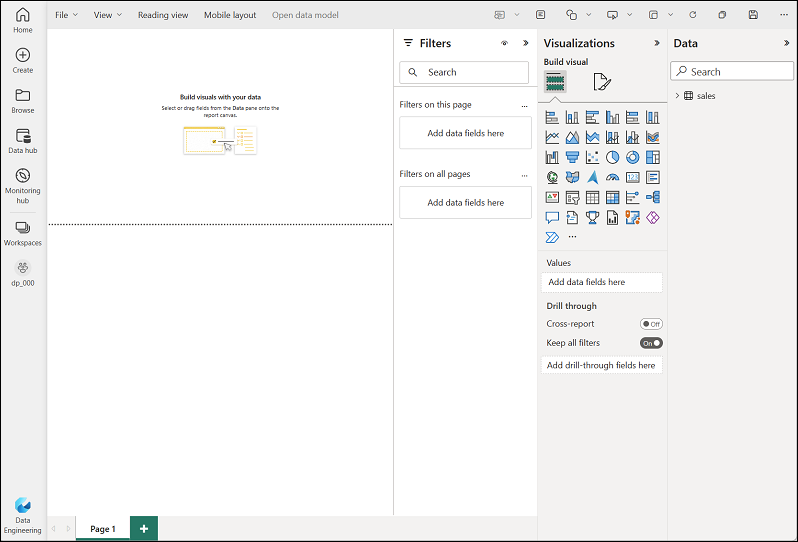 Home
Create
Browse
Data hub
Monitoring
hub
Workspaces
dp_000
Data
Engineering
File
View
Reading view
Mobile layout
Open data model
Build visuals with your data
Select or drag fields from the Data pane onto the
report canvas.
Page 1
+
Filters
Search
Filters on this page
...
Add data fields here
Filters on all pages
...
Add data fields here
Visualizations
Build visual
123
Values
Add data fields here
Drill through
Cross-report
Off
Keep all filters
On
Add drill-through fields here
Data
Search
sales